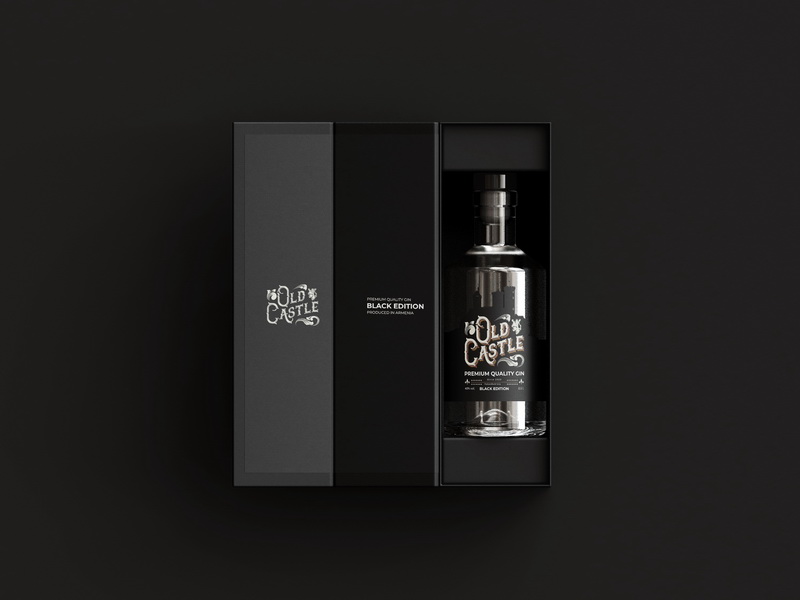 OLD
CASTLE
PREMIUM QUALITY GIN
BLACK EDITION
PRODUCED IN ARMENIA
OLD
CASTLE
PREMIUM QUALITY GIN
BLACK EDITION